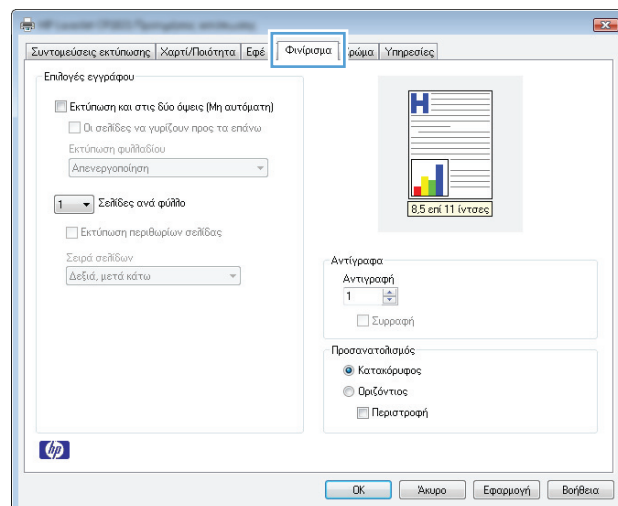 Συντομεύσεις εκτύπωσης Χαρτί/Ποιότητα Εφέ Φινίρισμα ρώμα Υπηρεσίες
Επιλογές εγγράφου
Εκτύπωση και στις δύο όψεις (Μη αυτόματη)
Οι σελίδες να γυρίζουν προς τα επάνω
Εκτύπωση φυλλαδίου
Απενεργοποίηση
1 Σελίδες ανά φύλλο
Εκτύπωση περιθωρίων σελίδας
Σειρά σελίδων
Δεξιά, μετά κάτω
H
8,5 επί 11 ίντσες
Αντίγραφα
Αντιγραφή
1
Συρραφή
Προσανατολισμός
Κατακόρυφος
Οριζόντιος
Περιστροφή
hp
OK Άκυρο Εφαρμογή Βοήθεια